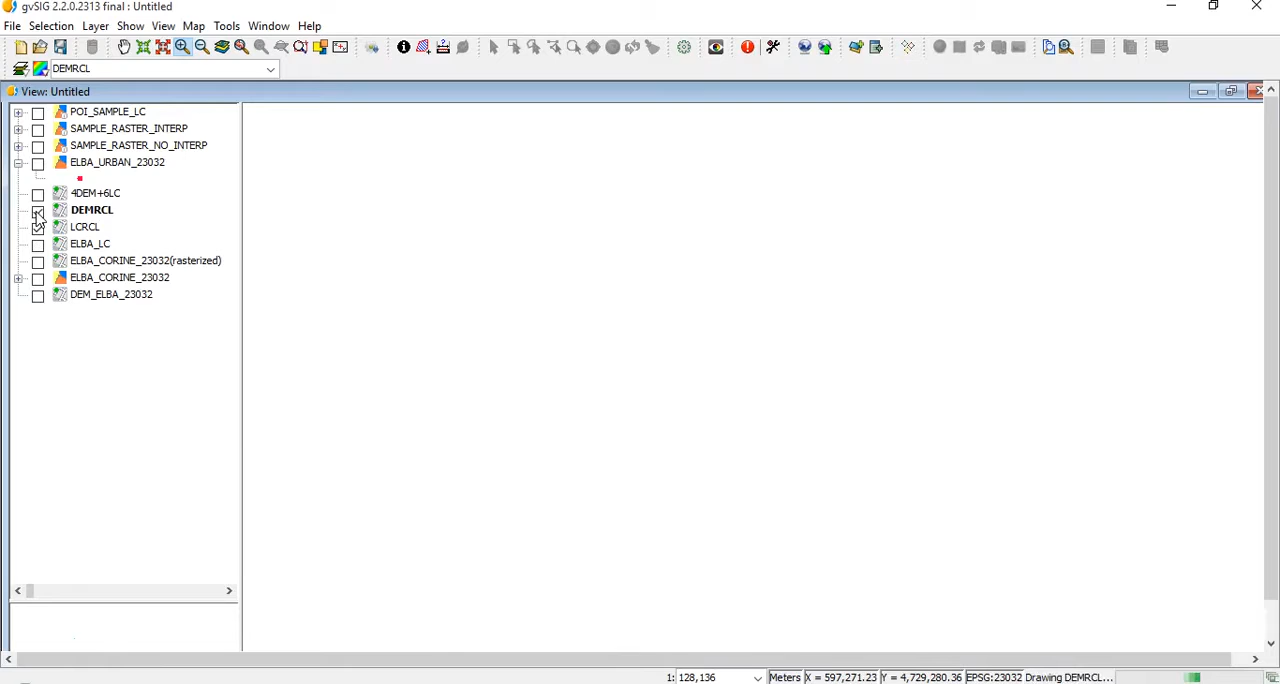 gvSIG 2.2.0.2313 final : Untitled
File Selection Layer Show View Map Tools Window Help
DEMRCL
View: Untitled
POI_SAMPLE_LC
SAMPLE_RASTER_INTERP
SAMPLE_RASTER_NO_INTERP
ELBA_URBAN_23032
4DEM+6LC
DEMRCL
LCRCL
ELBA_LC
ELBA_CORINE_23032(rasterized)
ELBA_CORINE_23032
DEM_ELBA_23032
1: 128,136 Meters X = 597,271.23 Y = 4,729,280.36 EPSG:23032 Drawing DEMRCL...